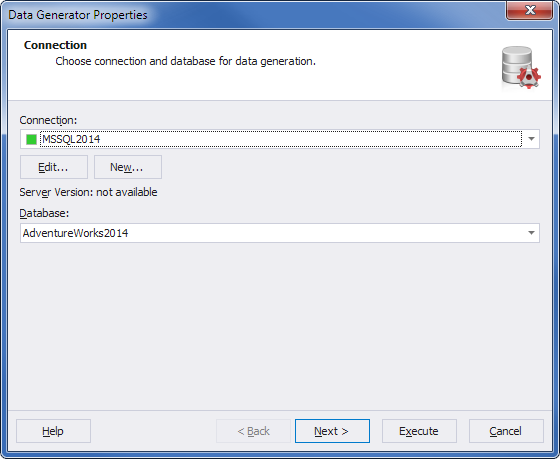 Data Generator Properties
Connection
Choose connection and database for data generation.
Connection:
MSSQL2014
Edit... New...
Server Version: not available
Database:
AdventureWorks2014
Help < Back Next > Execute Cancel